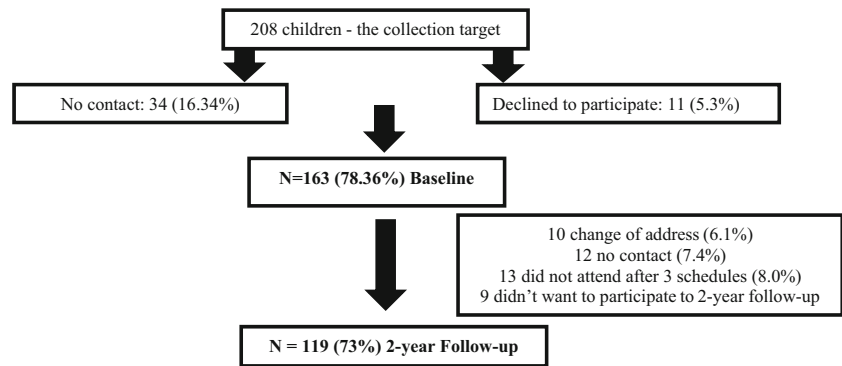 208 children - the collection target
No contact: 34 (16.34%)
Declined to participate: 11 (5.3%)
N=163 (78.36%) Baseline
10 change of address (6.1%)
12 no contact (7.4%)
13 did not attend after 3 schedules (8.0%)
9 didn’t want to participate to 2-year follow-up
N = 119 (73%) 2-year Follow-up